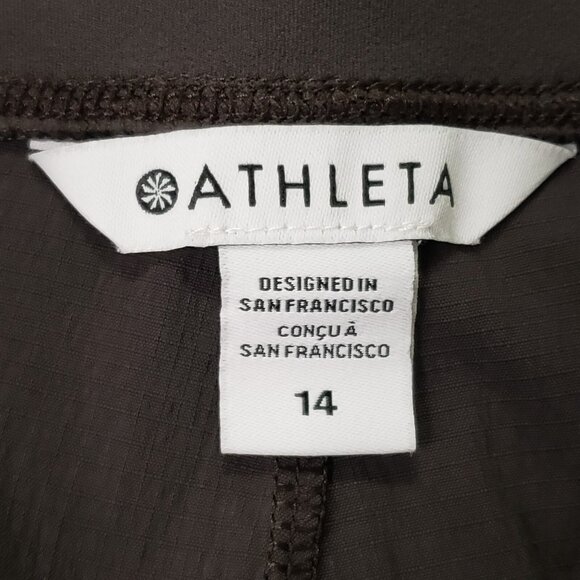 ATHLETA
DESIGNED IN
SAN FRANCISCO
CONÇU À
SAN FRANCISCO
14